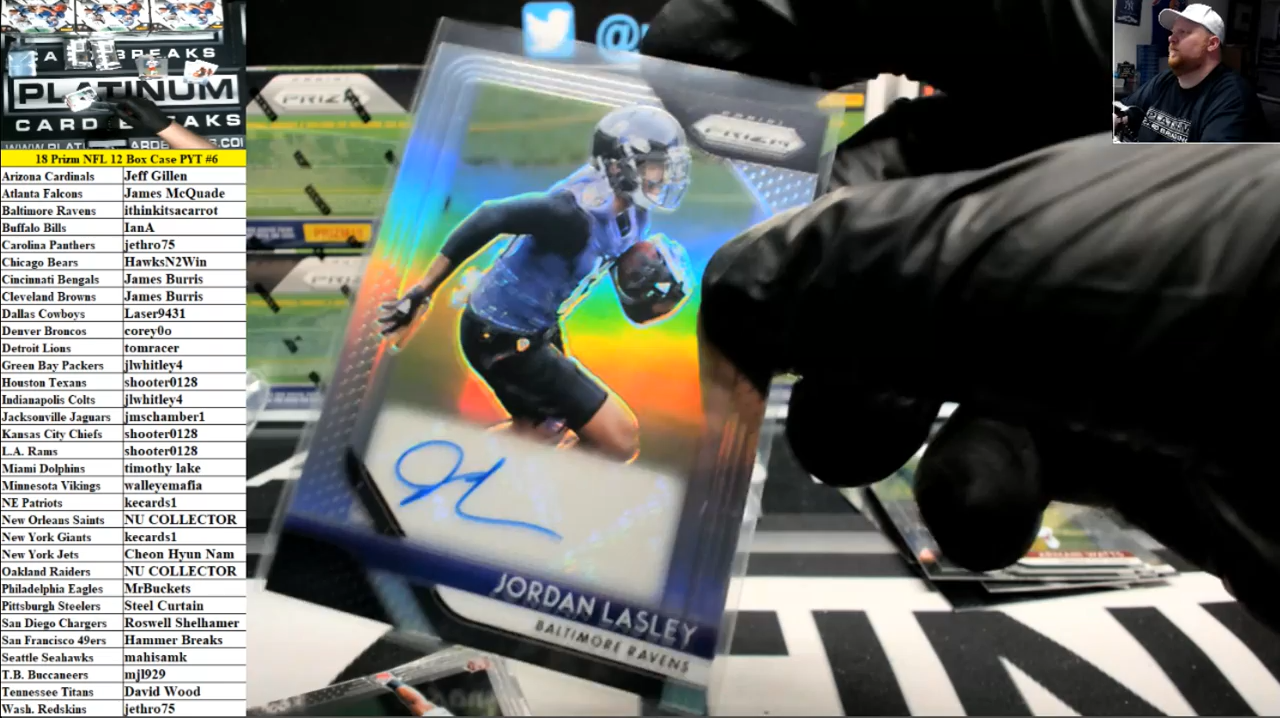 CARD BREAKS
PLATINUM
CARD BREAKS
18 Prizm NFL 12 Box Case PYT #6
Arizona Cardinals Jeff Gillen
Atlanta Falcons James McQuade
Baltimore Ravens ithinkitsacarrot
Buffalo Bills IanA
Carolina Panthers jethro75
Chicago Bears HawksN2Win
Cincinnati Bengals James Burris
Cleveland Browns James Burris
Dallas Cowboys Laser9431
Denver Broncos corey0o
Detroit Lions tomracer
Green Bay Packers jlwhitley4
Houston Texans shooter0128
Indianapolis Colts jlwhitley4
Jacksonville Jaguars jmschamber1
Kansas City Chiefs shooter0128
L.A. Rams shooter0128
Miami Dolphins timothy lake
Minnesota Vikings walleyemafia
NE Patriots kecards1
New Orleans Saints NU COLLECTOR
New York Giants kecards1
New York Jets Cheon Hyun Nam
Oakland Raiders NU COLLECTOR
Philadelphia Eagles MrBuckets
Pittsburgh Steelers Steel Curtain
San Diego Chargers Roswell Shelhamer
San Francisco 49ers Hammer Breaks
Seattle Seahawks mahisamk
T.B. Buccaneers mjl929
Tennessee Titans David Wood
Wash. Redskins jethro75
@
PRIZM
PANINI
PRIZM
JORDAN LASLEY
BALTIMORE RAVENS